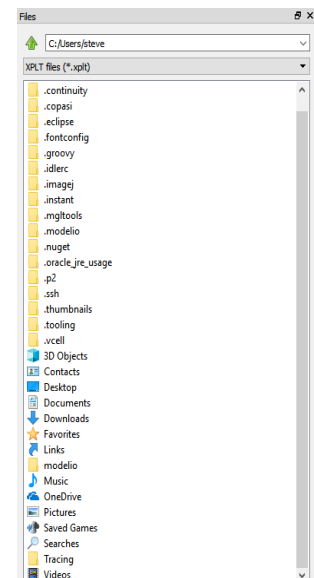 Files
C:/Users/steve
XPLT files (*.xplt)
.continuity
.copasi
.eclipse
.fontconfig
.groovy
.idlerc
.imagej
.instant
.mgltools
.modelio
.nuget
.oracle_jre_usage
.p2
.ssh
.thumbnails
.tooling
.vcell
3D Objects
Contacts
Desktop
Documents
Downloads
Favorites
Links
modelio
Music
OneDrive
Pictures
Saved Games
Searches
Tracing
Videos